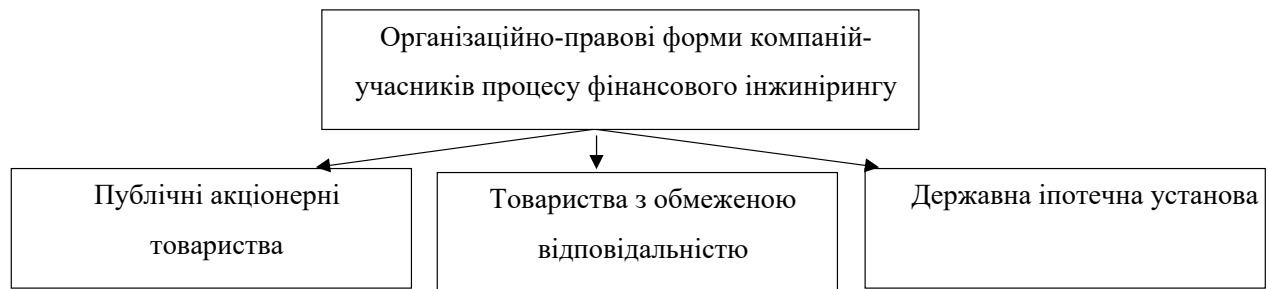 Організаційно-правові форми компаній-
учасників процесу фінансового інжинірингу
Публічні акціонерні
товариства
Товариства з обмеженою
відповідальністю
Державна іпотечна установа